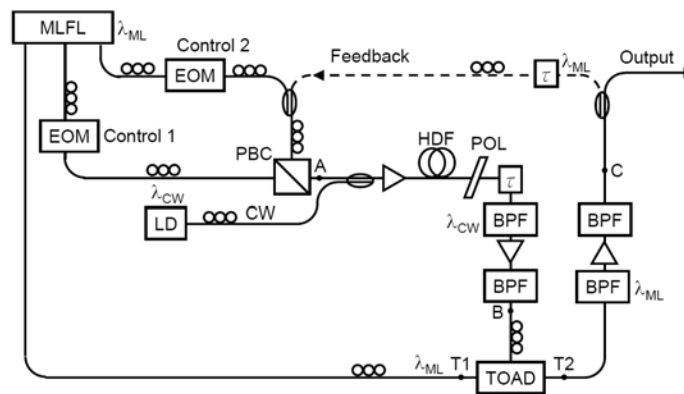 MLFL λML
Control 2
EOM
Feedback
τ
λML
Output
EOM Control 1
PBC
A
HDF
POL
τ
C
λCW
LD
CW
λCW
BPF
BPF
BPF
BPF
λML
B
λML
T1
TOAD
T2